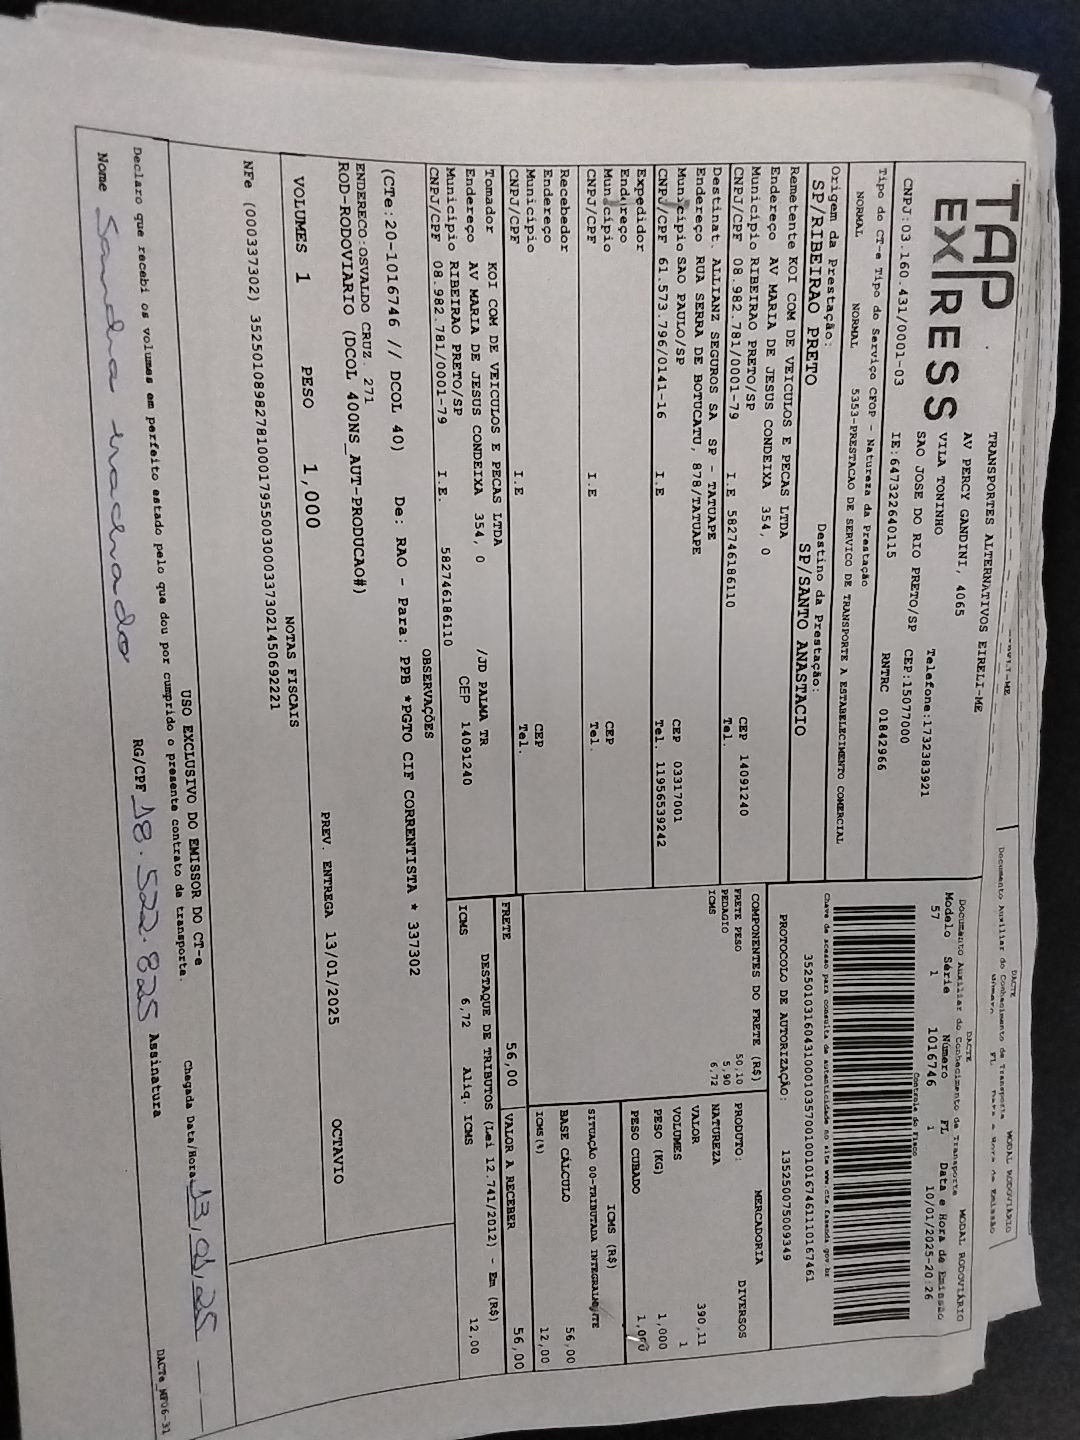 TAP
EXPRESS
TRANSPORTES ALTERNATIVOS EIRELI-ME
AV PERCY GANDINI, 4065
VILA TONINHO
SAO JOSE DO RIO PRETO/SP
Telefone:1732383921
CEP:15077000
CNPJ:03.160.431/0001-03
IE:647322640115
RNTRC 01842966
DACTE
Documento Auxiliar do Conhecimento de Transporte
MODAL RODOVIÁRIO
Modelo Série Número FL Data e Hora de Emissão
57 1 1016746 1 10/01/2025-20:26
Controle do Fisco
Chave de acesso para consulta de autenticidade no site www.cte.fazenda.gov.br
35250103160431000103570010010167461110167461
PROTOCOLO DE AUTORIZAÇÃO: 135250075009349
Tipo do CT-e Tipo do Serviço CFOP - Natureza da Prestação
NORMAL NORMAL 5353-PRESTACAO DE SERVICO DE TRANSPORTE A ESTABELECIMENTO COMERCIAL
Origem da Prestação: Destino da Prestação:
SP/RIBEIRAO PRETO SP/SANTO ANASTACIO
Remetente KOI COM DE VEICULOS E PECAS LTDA
Endereço AV MARIA DE JESUS CONDEIXA 354, 0
Município RIBEIRAO PRETO/SP CEP 14091240
CNPJ/CPF 08.982.781/0001-79 I.E 582746186110 Tel.
Destinat. ALLIANZ SEGUROS SA SP - TATUAPE
Endereço RUA SERRA DE BOTUCATU, 878/TATUAPE
Município SAO PAULO/SP CEP 03317001
CNPJ/CPF 61.573.796/0141-16 I.E Tel. 11956539242
Expedidor
Endereço
Município CEP
CNPJ/CPF I.E Tel.
Recebedor
Endereço
Município CEP
CNPJ/CPF I.E Tel.
Tomador KOI COM DE VEICULOS E PECAS LTDA
Endereço AV MARIA DE JESUS CONDEIXA 354, 0 /JD PALMA TR
Município RIBEIRAO PRETO/SP CEP 14091240
CNPJ/CPF 08.982.781/0001-79 I.E. 582746186110
COMPONENTES DO FRETE (R$)
FRETE PESO 50,10
PEDAGIO 5,90
ICMS 6,72
MERCADORIA
PRODUTO: DIVERSOS
NATUREZA
VALOR 390,11
VOLUMES 1
PESO (KG) 1,000
PESO CUBADO 1,000
ICMS (R$)
SITUAÇÃO 00-TRIBUTADA INTEGRALMENTE
BASE CÁLCULO 56,00
ICMS(%) 12,00
FRETE 56,00 VALOR A RECEBER 56,00
DESTAQUE DE TRIBUTOS (Lei 12.741/2012) - Em (R$)
ICMS 6,72 Aliq. ICMS 12,00
OBSERVAÇÕES
(CTe:20-1016746 // DCOL 40) De: RAO - Para: PPB *PGTO CIF CORRENTISTA * 337302
ENDERECO:OSVALDO CRUZ. 271
ROD-RODOVIARIO (DCOL 400NS_AUT-PRODUCAO#)
VOLUMES 1 PESO 1,000 PREV. ENTREGA 13/01/2025 OCTAVIO
NOTAS FISCAIS
NFe (000337302) 35250108982781000179550030003373021450692221
USO EXCLUSIVO DO EMISSOR DO CT-e
Declaro que recebi os volumes em perfeito estado pelo que dou por cumprido o presente contrato de transporte.
Chegada Data/Hora 13/01/25
Nome Sandra machado RG/CPF 18.522.825 Assinatura
DACTe_MF06-31